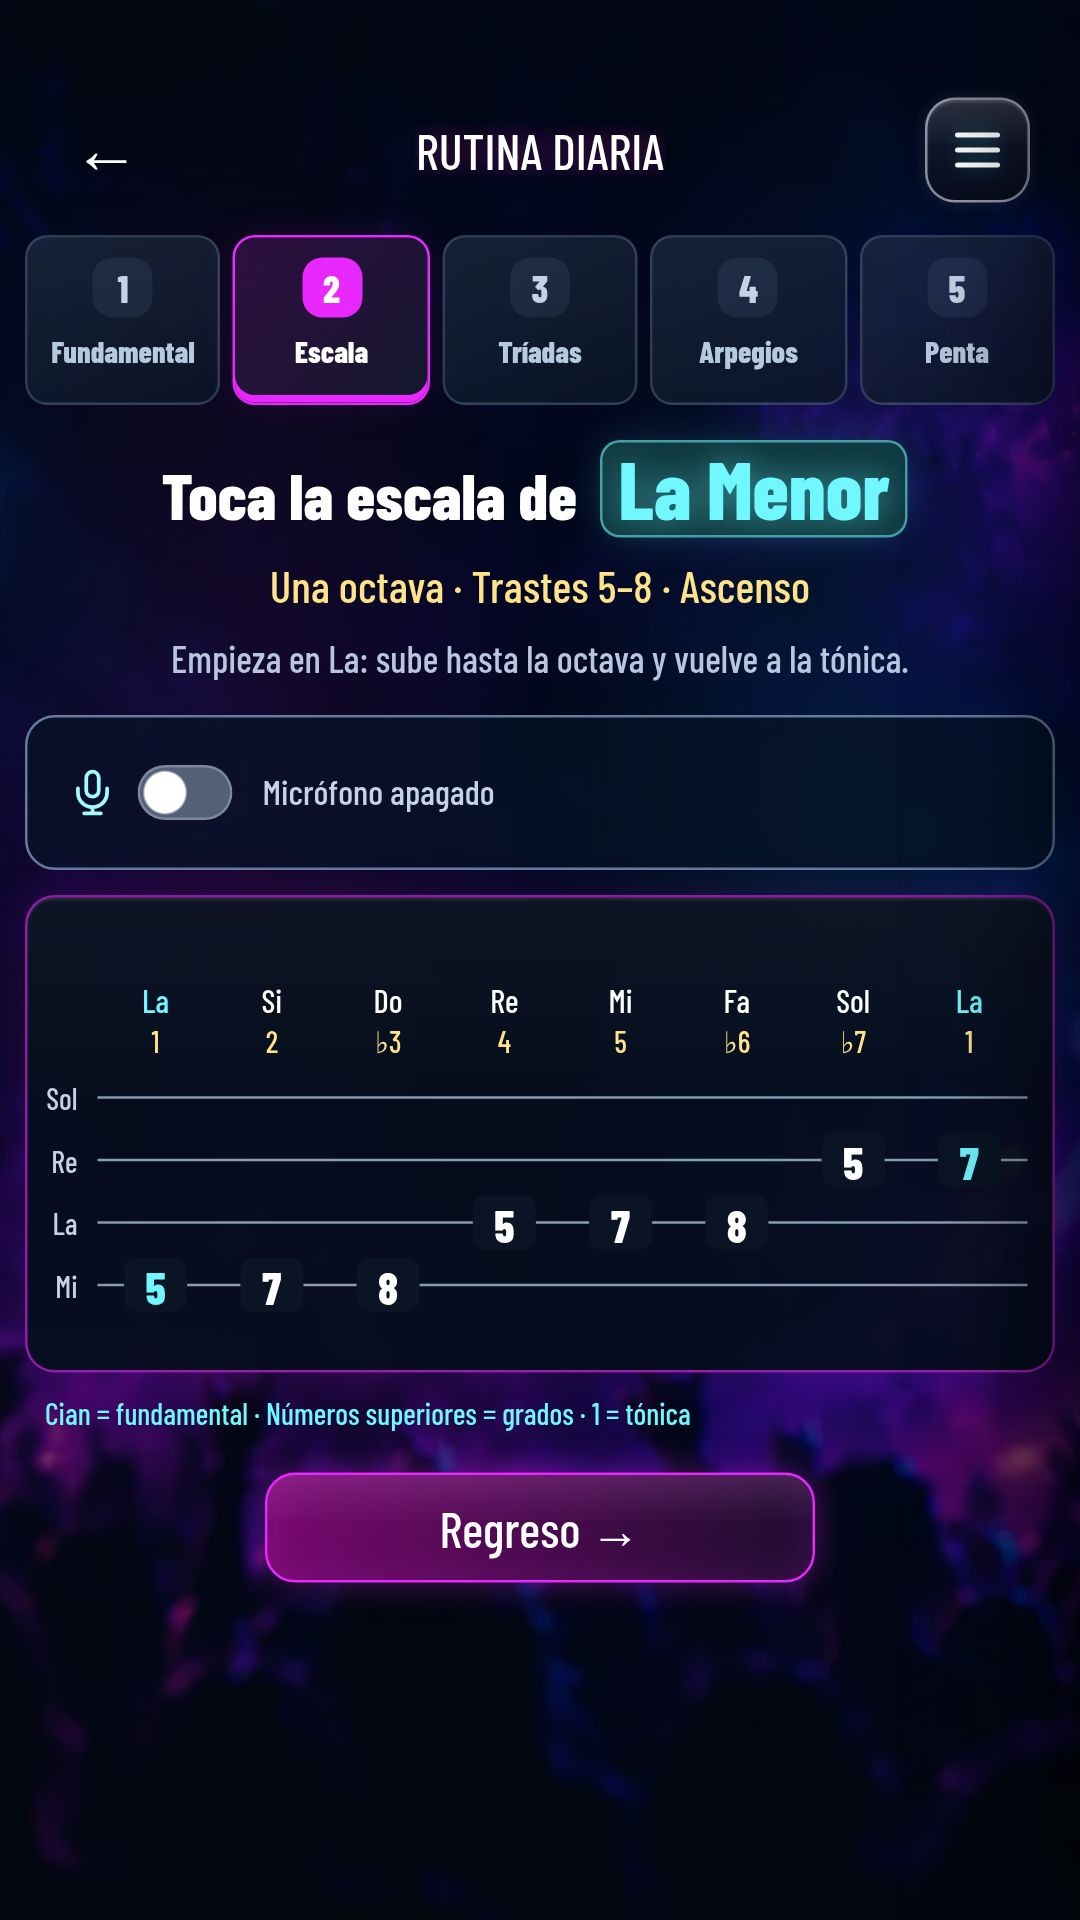 ← RUTINA DIARIA
1 2 3 4 5
Fundamental Escala Tríadas Arpegios Penta
Toca la escala de La Menor
Una octava · Trastes 5–8 · Ascenso
Empieza en La: sube hasta la octava y vuelve a la tónica.
Micrófono apagado
La Si Do Re Mi Fa Sol La
1 2 ♭3 4 5 ♭6 ♭7 1
Sol
Re 5 7
La 5 7 8
Mi 5 7 8
Cian = fundamental · Números superiores = grados · 1 = tónica
Regreso →